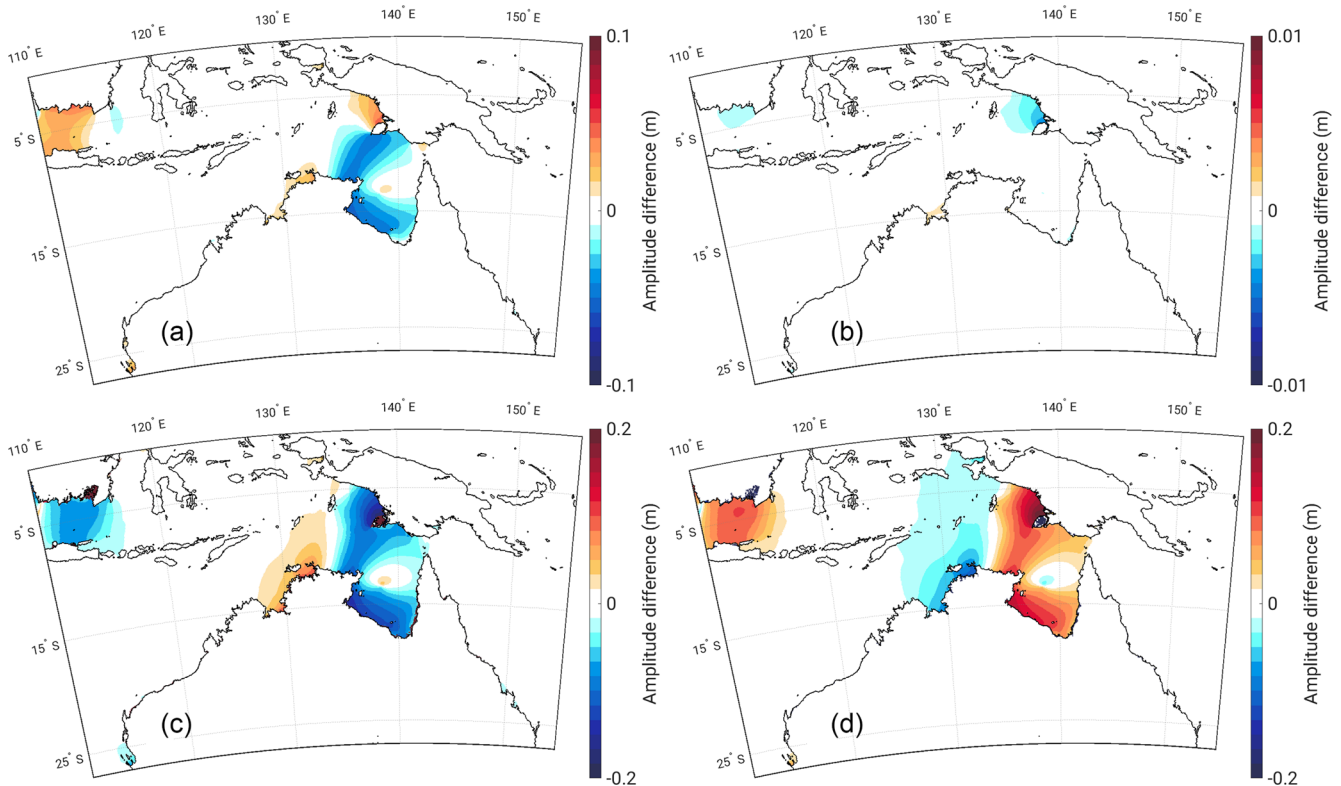 110° E
120° E
130° E
140° E
150° E
5° S
15° S
25° S
(a)
0.1
0
-0.1
Amplitude difference (m)
110° E
120° E
130° E
140° E
150° E
5° S
15° S
25° S
(b)
0.01
0
-0.01
Amplitude difference (m)
110° E
120° E
130° E
140° E
150° E
5° S
15° S
25° S
(c)
0.2
0
-0.2
Amplitude difference (m)
110° E
120° E
130° E
140° E
150° E
5° S
15° S
25° S
(d)
0.2
0
-0.2
Amplitude difference (m)